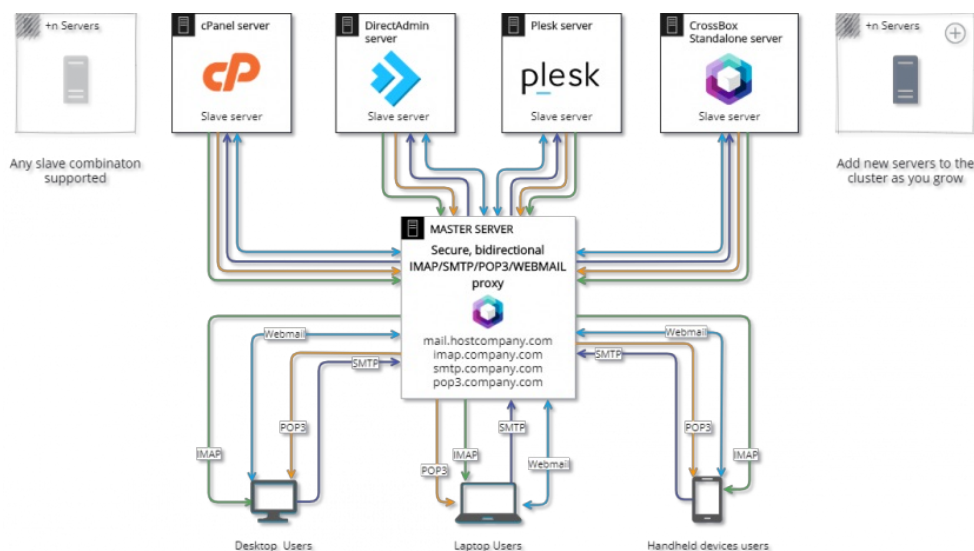 +n Servers
Any slave combinaton
supported
cPanel server
cP
Slave server
DirectAdmin
server
Slave server
Plesk server
plesk
Slave server
CrossBox
Standalone server
Slave server
+n Servers
Add new servers to the
cluster as you grow
MASTER SERVER
Secure, bidirectional
IMAP/SMTP/POP3/WEBMAIL
proxy
mail.hostcompany.com
imap.company.com
smtp.company.com
pop3.company.com
Webmail
SMTP
POP3
IMAP
Desktop Users
POP3
IMAP
SMTP
Webmail
Laptop Users
Webmail
SMTP
POP3
IMAP
Handheld devices users